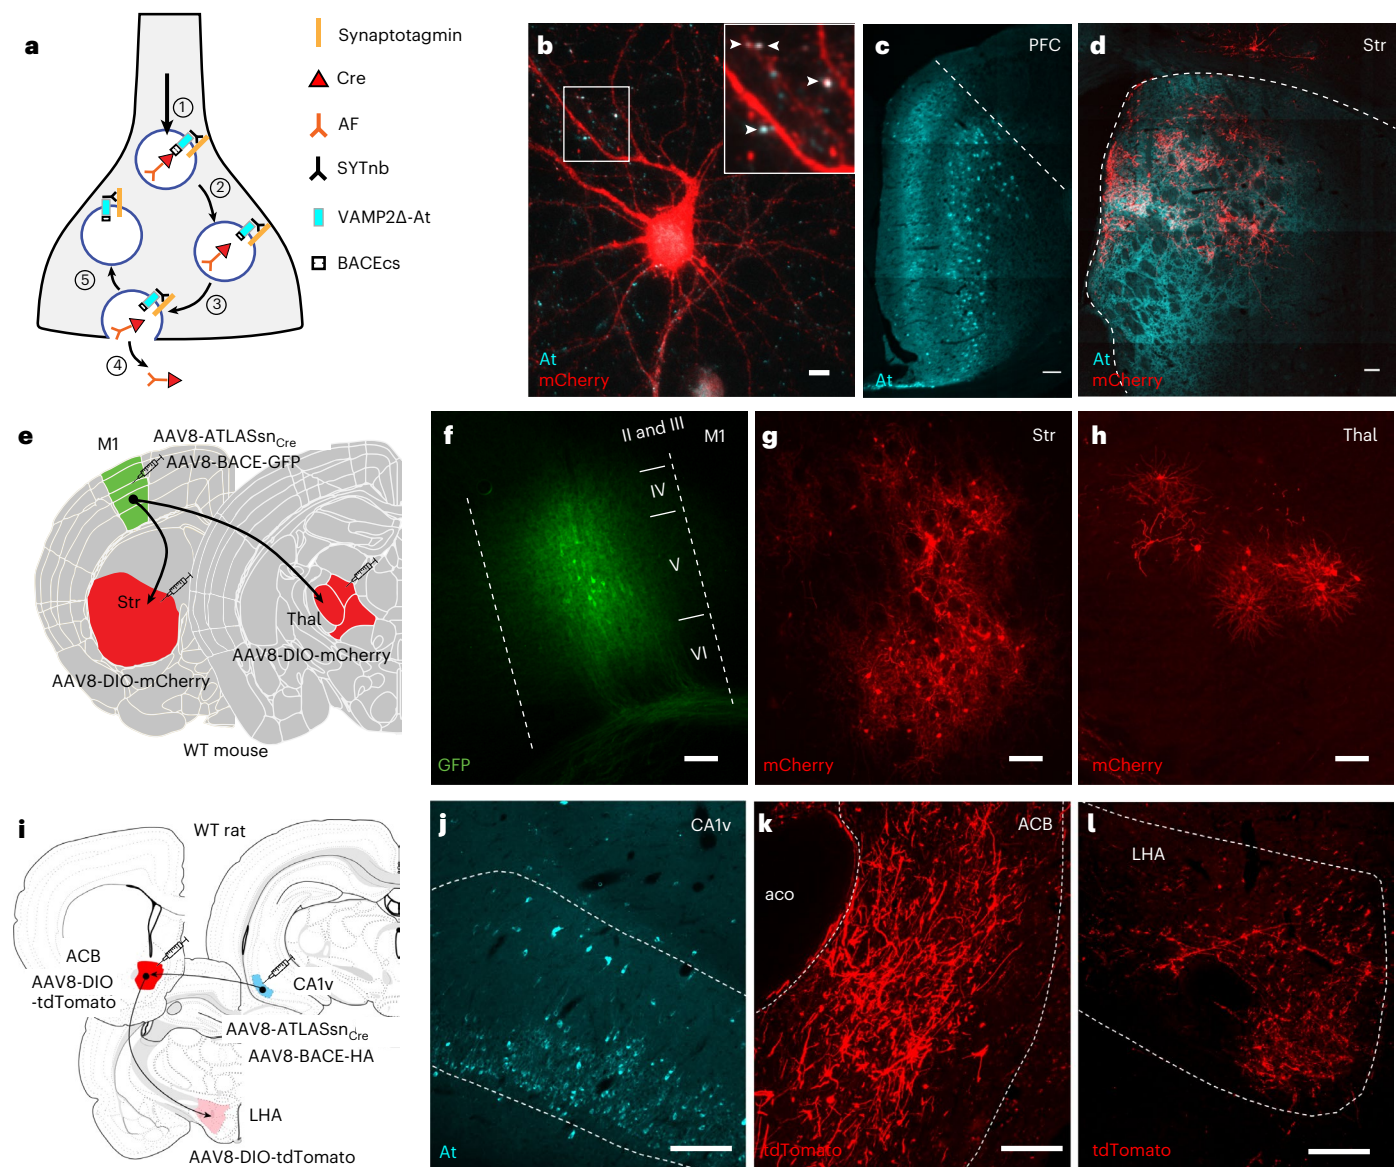 a
Synaptotagmin
Cre
AF
SYTnb
VAMP2Δ-At
BACEcs
1
2
3
4
5
b
At
mCherry
c
PFC
At
d
Str
At
mCherry
e
M1
AAV8-ATLASsnCre
AAV8-BACE-GFP
Str
Thal
AAV8-DIO-mCherry
AAV8-DIO-mCherry
WT mouse
f
II and III
M1
IV
V
VI
GFP
g
Str
mCherry
h
Thal
mCherry
i
WT rat
ACB
AAV8-DIO
-tdTomato
CA1v
AAV8-ATLASsnCre
AAV8-BACE-HA
LHA
AAV8-DIO-tdTomato
j
CA1v
At
k
ACB
aco
tdTomato
l
LHA
tdTomato